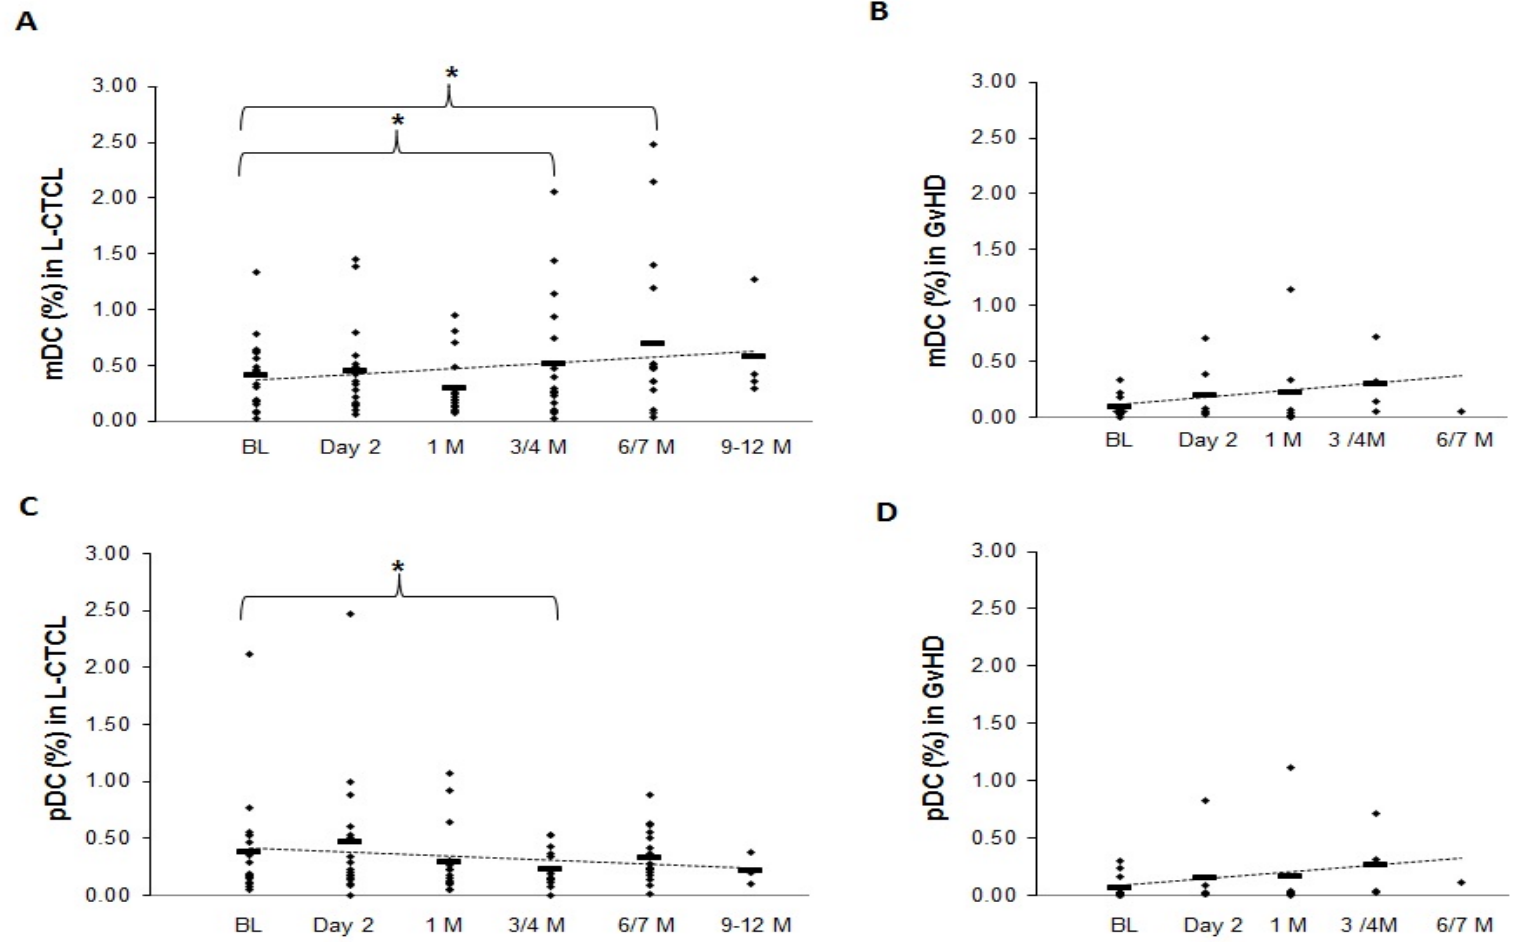 A
mDC (%) in L-CTCL
3.00
2.50
2.00
1.50
1.00
0.50
0.00
*
*
BL Day 2 1 M 3/4 M 6/7 M 9-12 M
B
mDC (%) in GvHD
3.00
2.50
2.00
1.50
1.00
0.50
0.00
BL Day 2 1 M 3 /4M 6/7 M
C
pDC (%) in L-CTCL
3.00
2.50
2.00
1.50
1.00
0.50
0.00
*
BL Day 2 1 M 3/4 M 6/7 M 9-12 M
D
pDC (%) in GvHD
3.00
2.50
2.00
1.50
1.00
0.50
0.00
BL Day 2 1 M 3 /4M 6/7 M